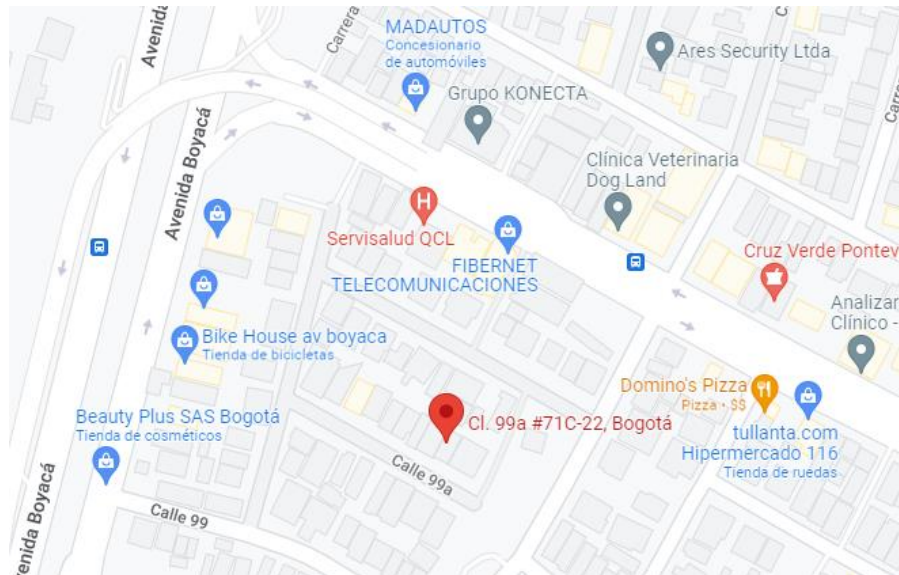 MADAUTOS
Concesionario
de automóviles
Carrera
Avenida
Ares Security Ltda
Grupo KONECTA
Clínica Veterinaria
Dog Land
Avenida Boyacá
Servisalud QCL
FIBERNET
TELECOMUNICACIONES
Cruz Verde Pontev
Analizar
Clínico -
Bike House av boyaca
Tienda de bicicletas
Domino's Pizza
Pizza • $$
Beauty Plus SAS Bogotá
Tienda de cosméticos
Cl. 99a #71C-22, Bogotá
tullanta.com
Hipermercado 116
Tienda de ruedas
Calle 99a
Calle 99
venida Boyacá